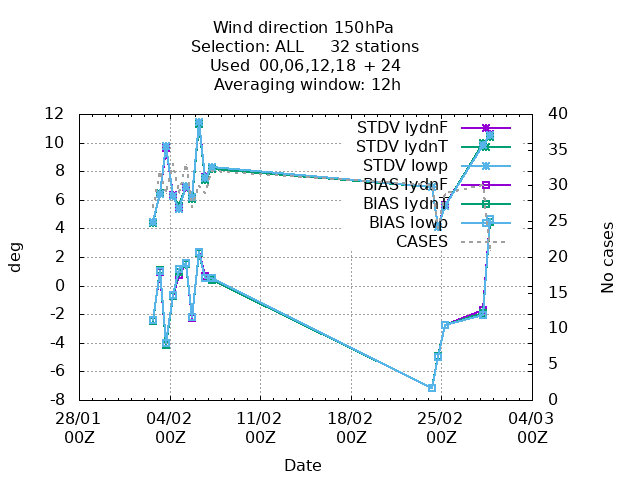 Wind direction 150hPa
Selection: ALL 32 stations
Used 00,06,12,18 + 24
Averaging window: 12h
12
10
8
6
4
2
0
-2
-4
-6
-8
deg
40
35
30
25
20
15
10
5
0
No cases
STDV lydnF
STDV lydnT
STDV lowp
BIAS lydnF
BIAS lydnT
BIAS lowp
CASES
28/01 04/02 11/02 18/02 25/02 04/03
00Z 00Z 00Z 00Z 00Z 00Z
Date